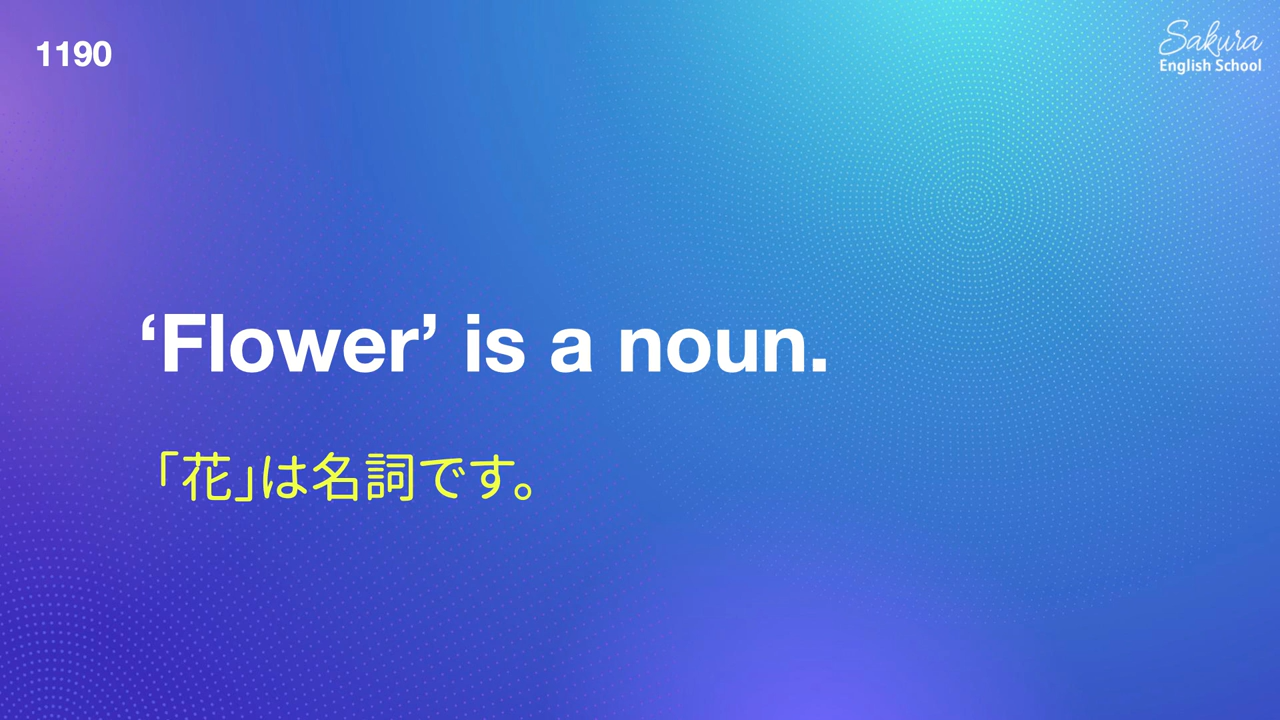 1190
Sakura
English School
‘Flower’ is a noun.
「花」は名詞です。